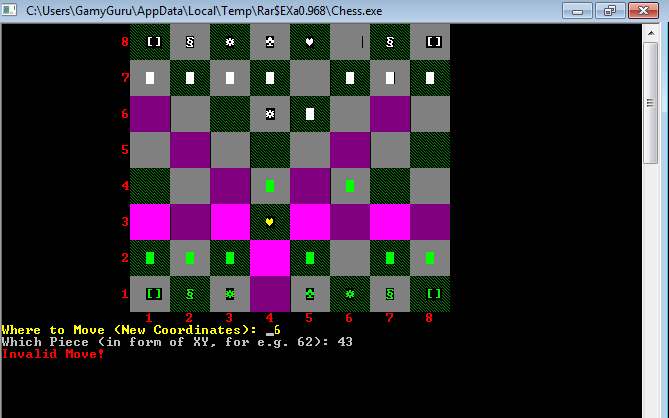 C:\Users\GamyGuru\AppData\Local\Temp\Rar$EXa0.968\Chess.exe
8 [] § ☼ ♣ ♥ § []
7
6 ☼
5
4
3 ♥
2
1 [] § ☼ ♣ ☼ § []
1 2 3 4 5 6 7 8
Where to Move (New Coordinates): _6
Which Piece (in form of XY, for e.g. 62): 43
Invalid Move!